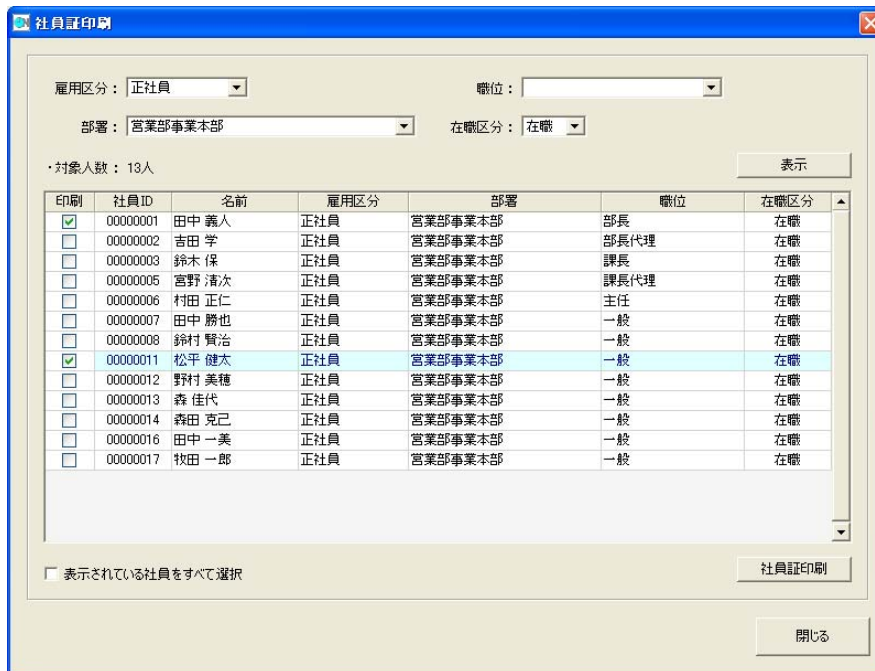 社員証印刷
雇用区分： 正社員 職位：
部署： 営業部事業本部 在職区分： 在職
・対象人数： 13人 表示
印刷 社員ID 名前 雇用区分 部署 職位 在職区分
00000001 田中 義人 正社員 営業部事業本部 部長 在職
00000002 吉田 学 正社員 営業部事業本部 部長代理 在職
00000003 鈴木 保 正社員 営業部事業本部 課長 在職
00000005 宮野 清次 正社員 営業部事業本部 課長代理 在職
00000006 村田 正仁 正社員 営業部事業本部 主任 在職
00000007 田中 勝也 正社員 営業部事業本部 一般 在職
00000008 鈴村 賢治 正社員 営業部事業本部 一般 在職
00000011 松平 健太 正社員 営業部事業本部 一般 在職
00000012 野村 美穂 正社員 営業部事業本部 一般 在職
00000013 森 佳代 正社員 営業部事業本部 一般 在職
00000014 森田 克己 正社員 営業部事業本部 一般 在職
00000016 田中 一美 正社員 営業部事業本部 一般 在職
00000017 牧田 一郎 正社員 営業部事業本部 一般 在職
表示されている社員をすべて選択 社員証印刷
閉じる